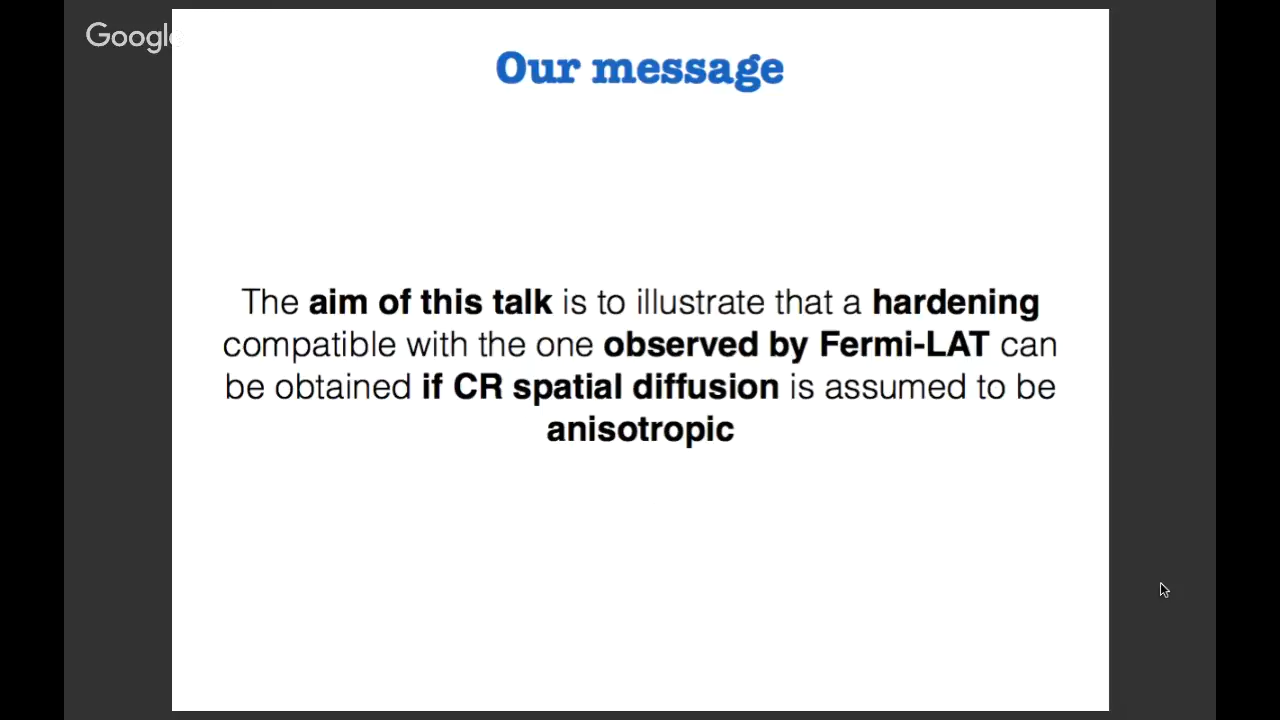 Google
Our message
The aim of this talk is to illustrate that a hardening
compatible with the one observed by Fermi-LAT can
be obtained if CR spatial diffusion is assumed to be
anisotropic